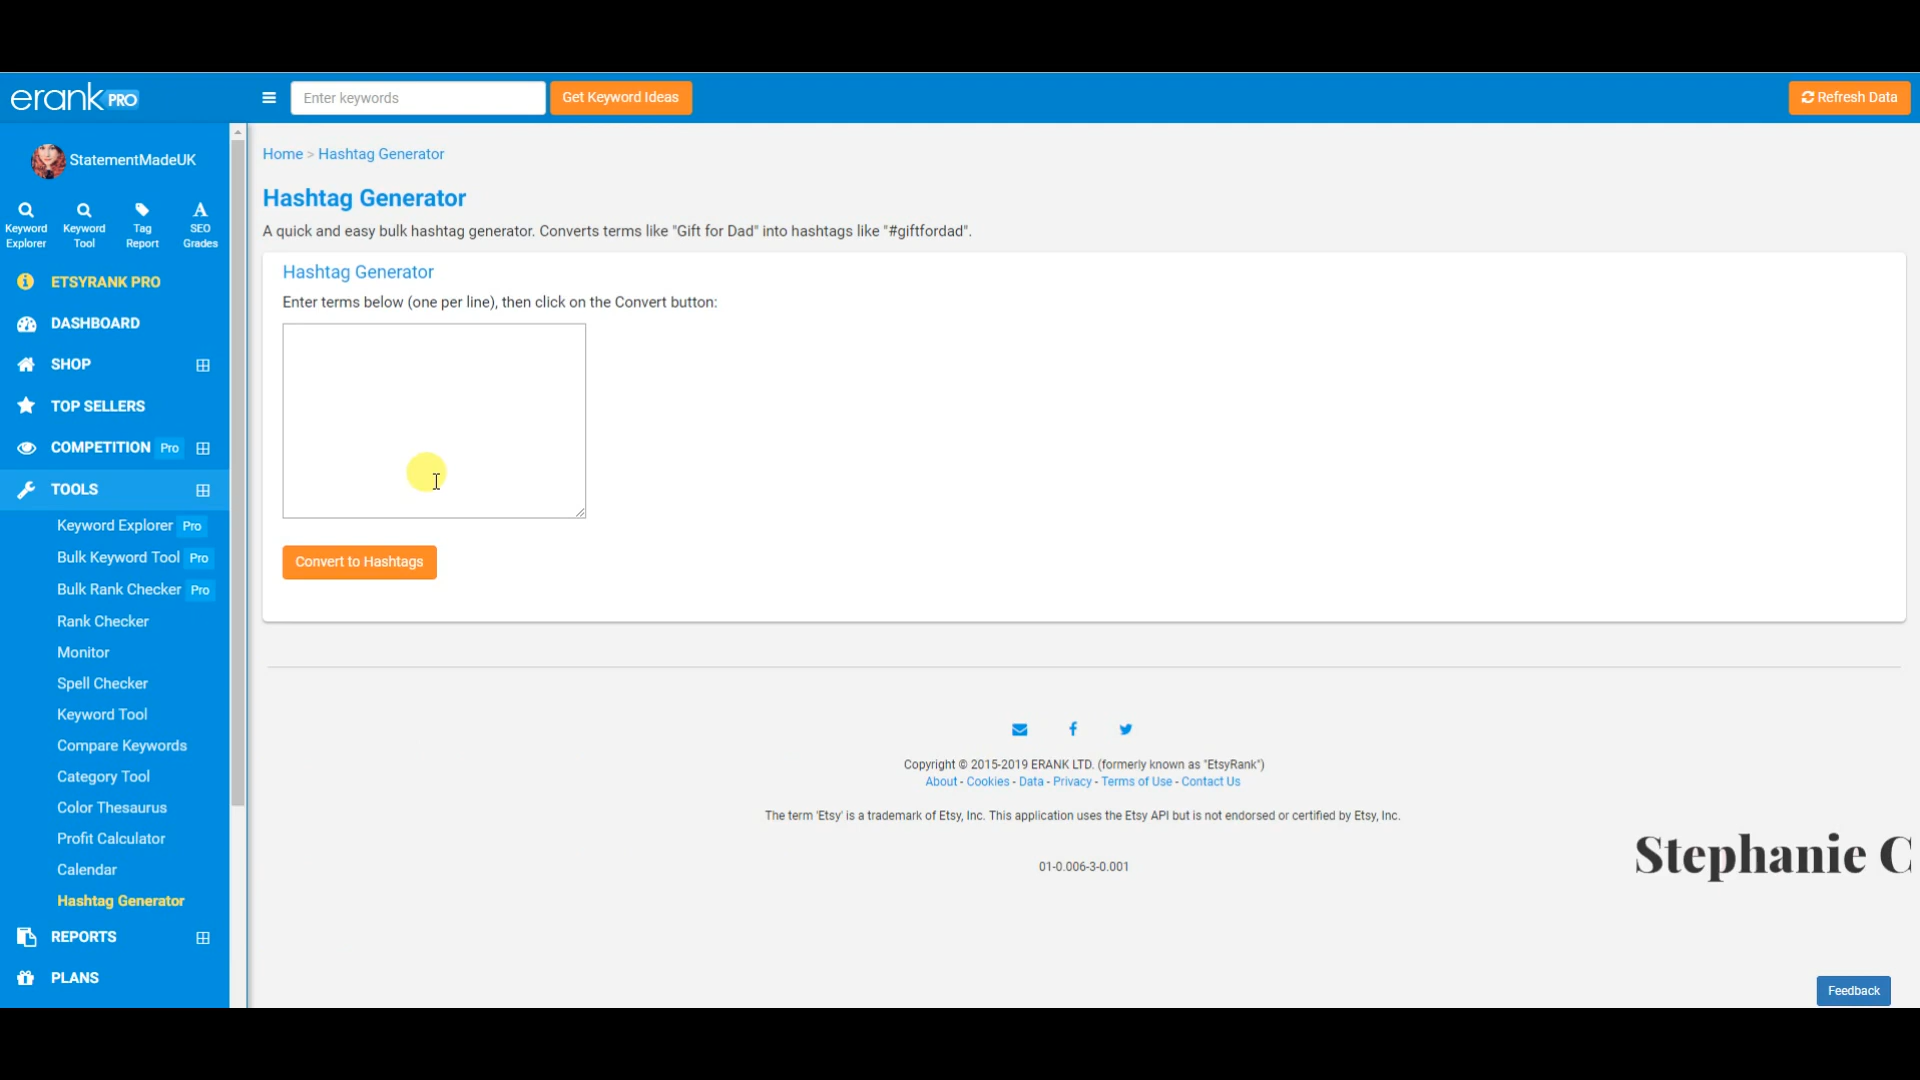 erank PRO
Enter keywords
Get Keyword Ideas
Refresh Data
StatementMadeUK
Keyword Explorer
Keyword Tool
Tag Report
SEO Grades
ETSYRANK PRO
DASHBOARD
SHOP
TOP SELLERS
COMPETITION Pro
TOOLS
Keyword Explorer Pro
Bulk Keyword Tool Pro
Bulk Rank Checker Pro
Rank Checker
Monitor
Spell Checker
Keyword Tool
Compare Keywords
Category Tool
Color Thesaurus
Profit Calculator
Calendar
Hashtag Generator
REPORTS
PLANS
Home > Hashtag Generator
Hashtag Generator
A quick and easy bulk hashtag generator. Converts terms like "Gift for Dad" into hashtags like "#giftfordad".
Hashtag Generator
Enter terms below (one per line), then click on the Convert button:
Convert to Hashtags
Copyright © 2015-2019 ERANK LTD. (formerly known as "EtsyRank")
About - Cookies - Data - Privacy - Terms of Use - Contact Us
The term 'Etsy' is a trademark of Etsy, Inc. This application uses the Etsy API but is not endorsed or certified by Etsy, Inc.
01-0.006-3-0.001
Stephanie C
Feedback